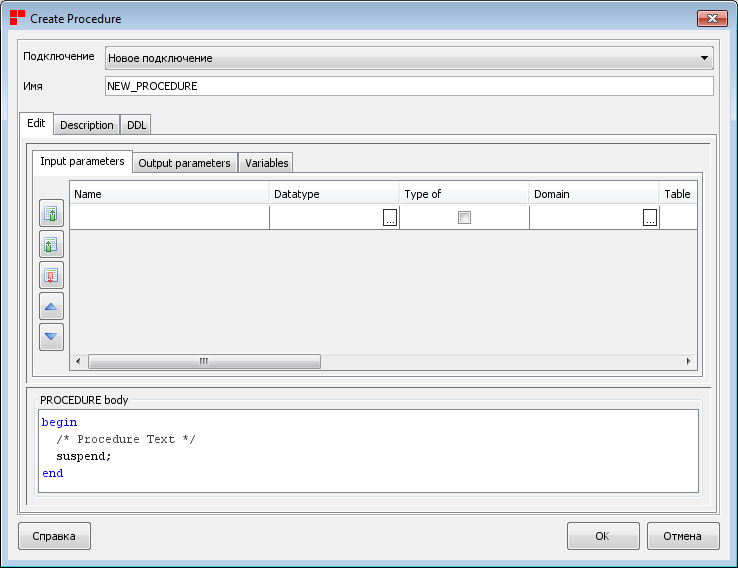 Create Procedure
Подключение Новое подключение
Имя NEW_PROCEDURE
Edit Description DDL
Input parameters Output parameters Variables
Name Datatype Type of Domain Table
... ...
PROCEDURE body
begin
/* Procedure Text */
suspend;
end
Справка OK Отмена